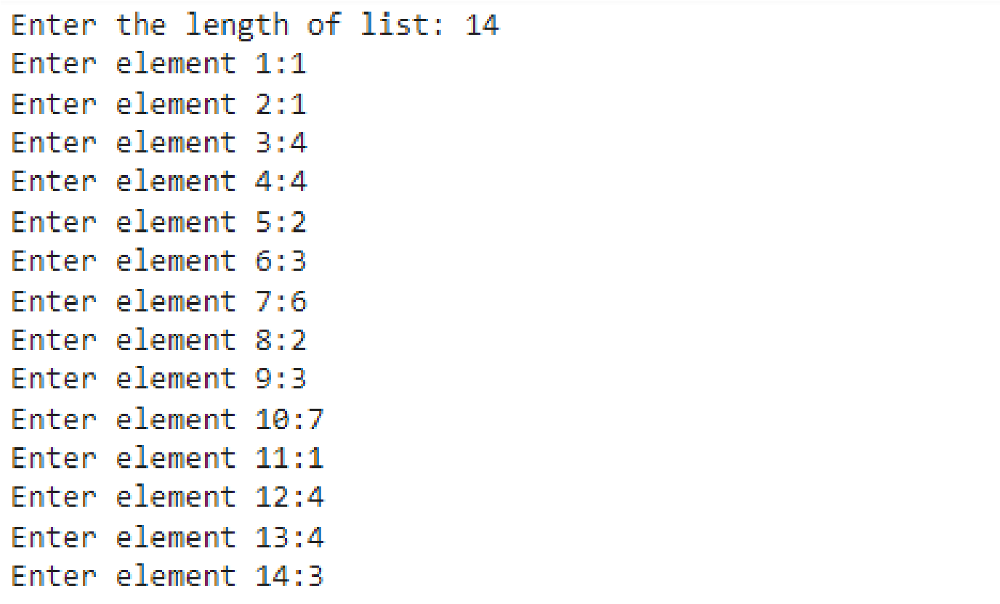 Enter the length of list: 14
Enter element 1:1
Enter element 2:1
Enter element 3:4
Enter element 4:4
Enter element 5:2
Enter element 6:3
Enter element 7:6
Enter element 8:2
Enter element 9:3
Enter element 10:7
Enter element 11:1
Enter element 12:4
Enter element 13:4
Enter element 14:3